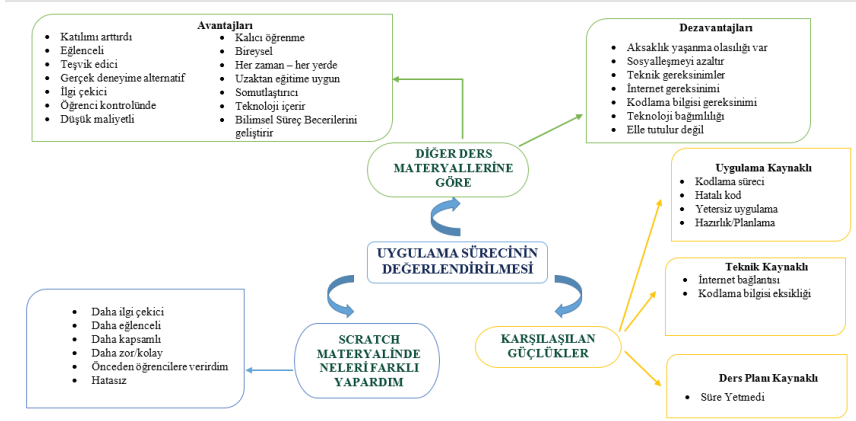 Avantajları
Katılımı arttırdı
Eğlenceli
Teşvik edici
Gerçek deneyime alternatif
İlgi çekici
Öğrenci kontrolünde
Düşük maliyetli
Kalıcı öğrenme
Bireysel
Her zaman – her yerde
Uzaktan eğitime uygun
Somutlaştırıcı
Teknoloji içerir
Bilimsel Süreç Becerilerini
geliştirir
Dezavantajları
Aksaklık yaşanma olasılığı var
Sosyalleşmeyi azaltır
Teknik gereksinimler
İnternet gereksinimi
Kodlama bilgisi gereksinimi
Teknoloji bağımlılığı
Elle tutulur değil
DİĞER DERS
MATERYALLERİNE
GÖRE
Uygulama Kaynaklı
Kodlama süreci
Hatalı kod
Yetersiz uygulama
Hazırlık/Planlama
UYGULAMA SÜRECİNİN
DEĞERLENDİRİLMESİ
Teknik Kaynaklı
İnternet bağlantısı
Kodlama bilgisi eksikliği
Daha ilgi çekici
Daha eğlenceli
Daha kapsamlı
Daha zor/kolay
Önceden öğrencilere verirdim
Hatasız
SCRATCH
MATERYALİNDE
NELERİ FARKLI
YAPARDIM
KARŞILAŞILAN
GÜÇLÜKLER
Ders Planı Kaynaklı
Süre Yetmedi